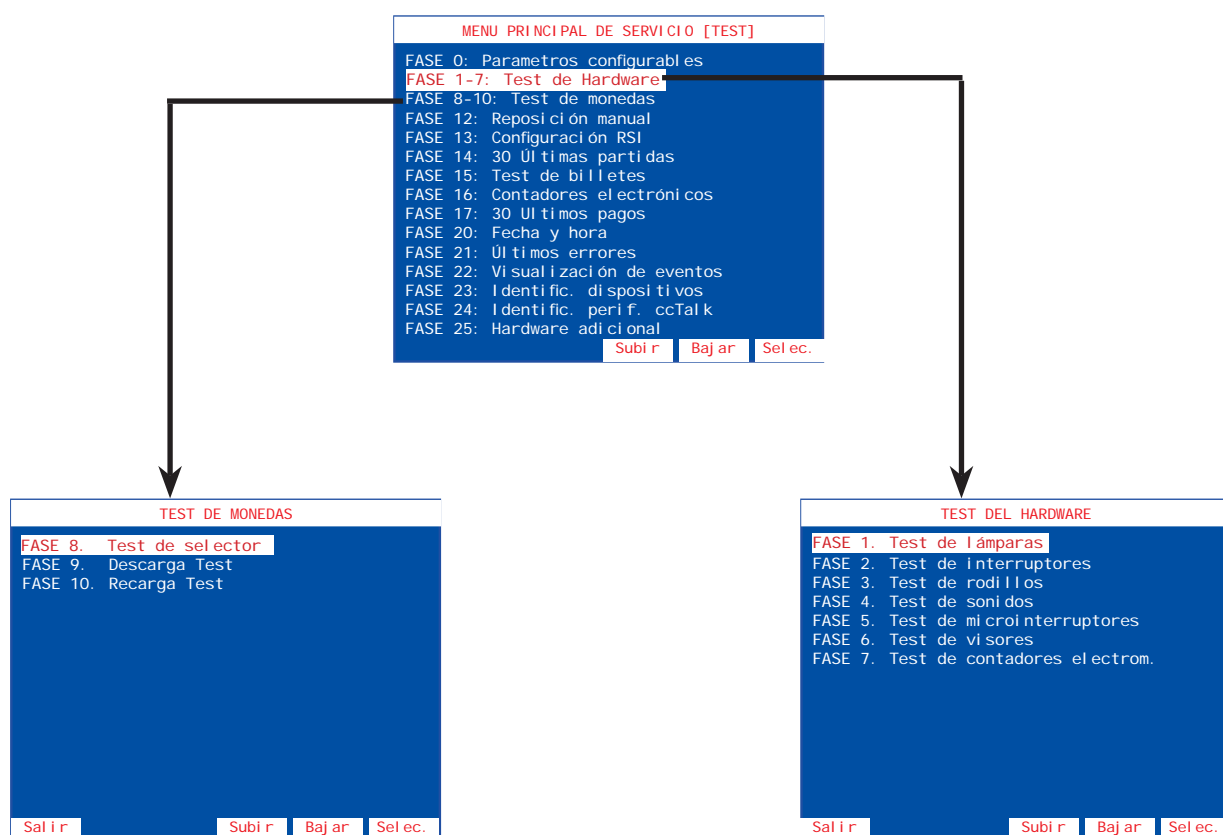 MENU PRINCIPAL DE SERVICIO [TEST]
FASE 0: Parametros configurables
FASE 1-7: Test de Hardware
FASE 8-10: Test de monedas
FASE 12: Reposición manual
FASE 13: Configuración RSI
FASE 14: 30 Últimas partidas
FASE 15: Test de billetes
FASE 16: Contadores electrónicos
FASE 17: 30 Ultimos pagos
FASE 20: Fecha y hora
FASE 21: Últimos errores
FASE 22: Visualización de eventos
FASE 23: Identific. dispositivos
FASE 24: Identific. perif. ccTalk
FASE 25: Hardware adicional
Subir Bajar Selec.
TEST DE MONEDAS
FASE 8. Test de selector
FASE 9. Descarga Test
FASE 10. Recarga Test
Salir Subir Bajar Selec.
TEST DEL HARDWARE
FASE 1. Test de lámparas
FASE 2. Test de interruptores
FASE 3. Test de rodillos
FASE 4. Test de sonidos
FASE 5. Test de microinterruptores
FASE 6. Test de visores
FASE 7. Test de contadores electrom.
Salir Subir Bajar Selec.